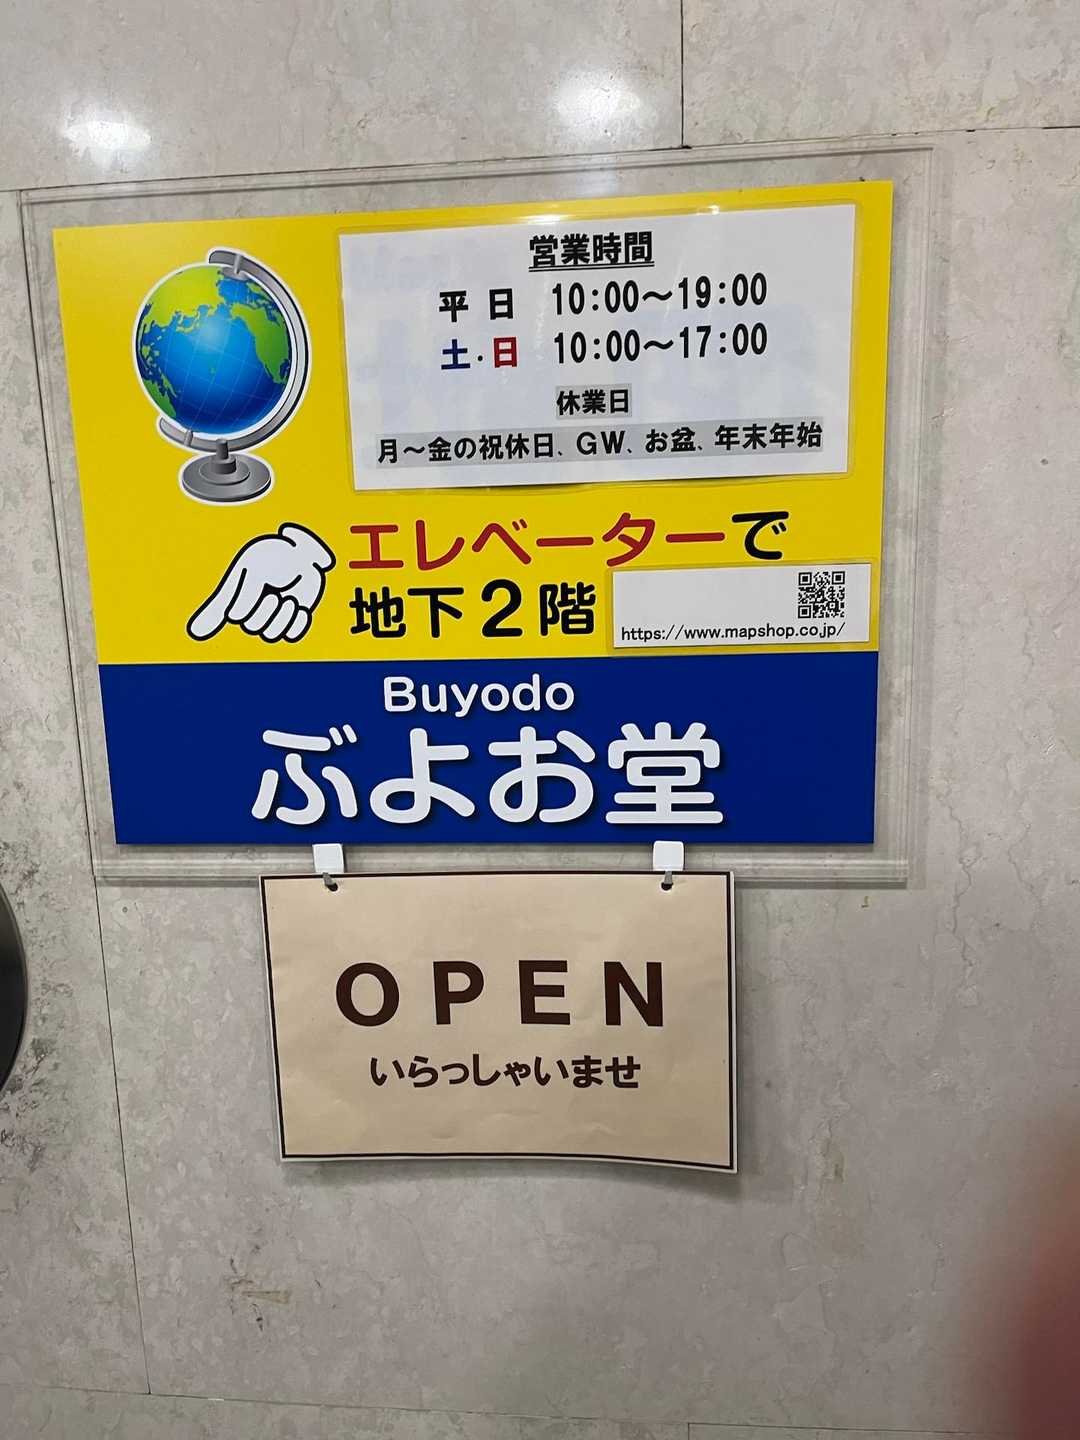 営業時間
平日 10:00～19:00
土・日 10:00～17:00
休業日
月～金の祝休日、GW、お盆、年末年始
エレベーターで
地下2階
https://www.mapshop.co.jp/
Buyodo
ぶよお堂
OPEN
いらっしゃいませ